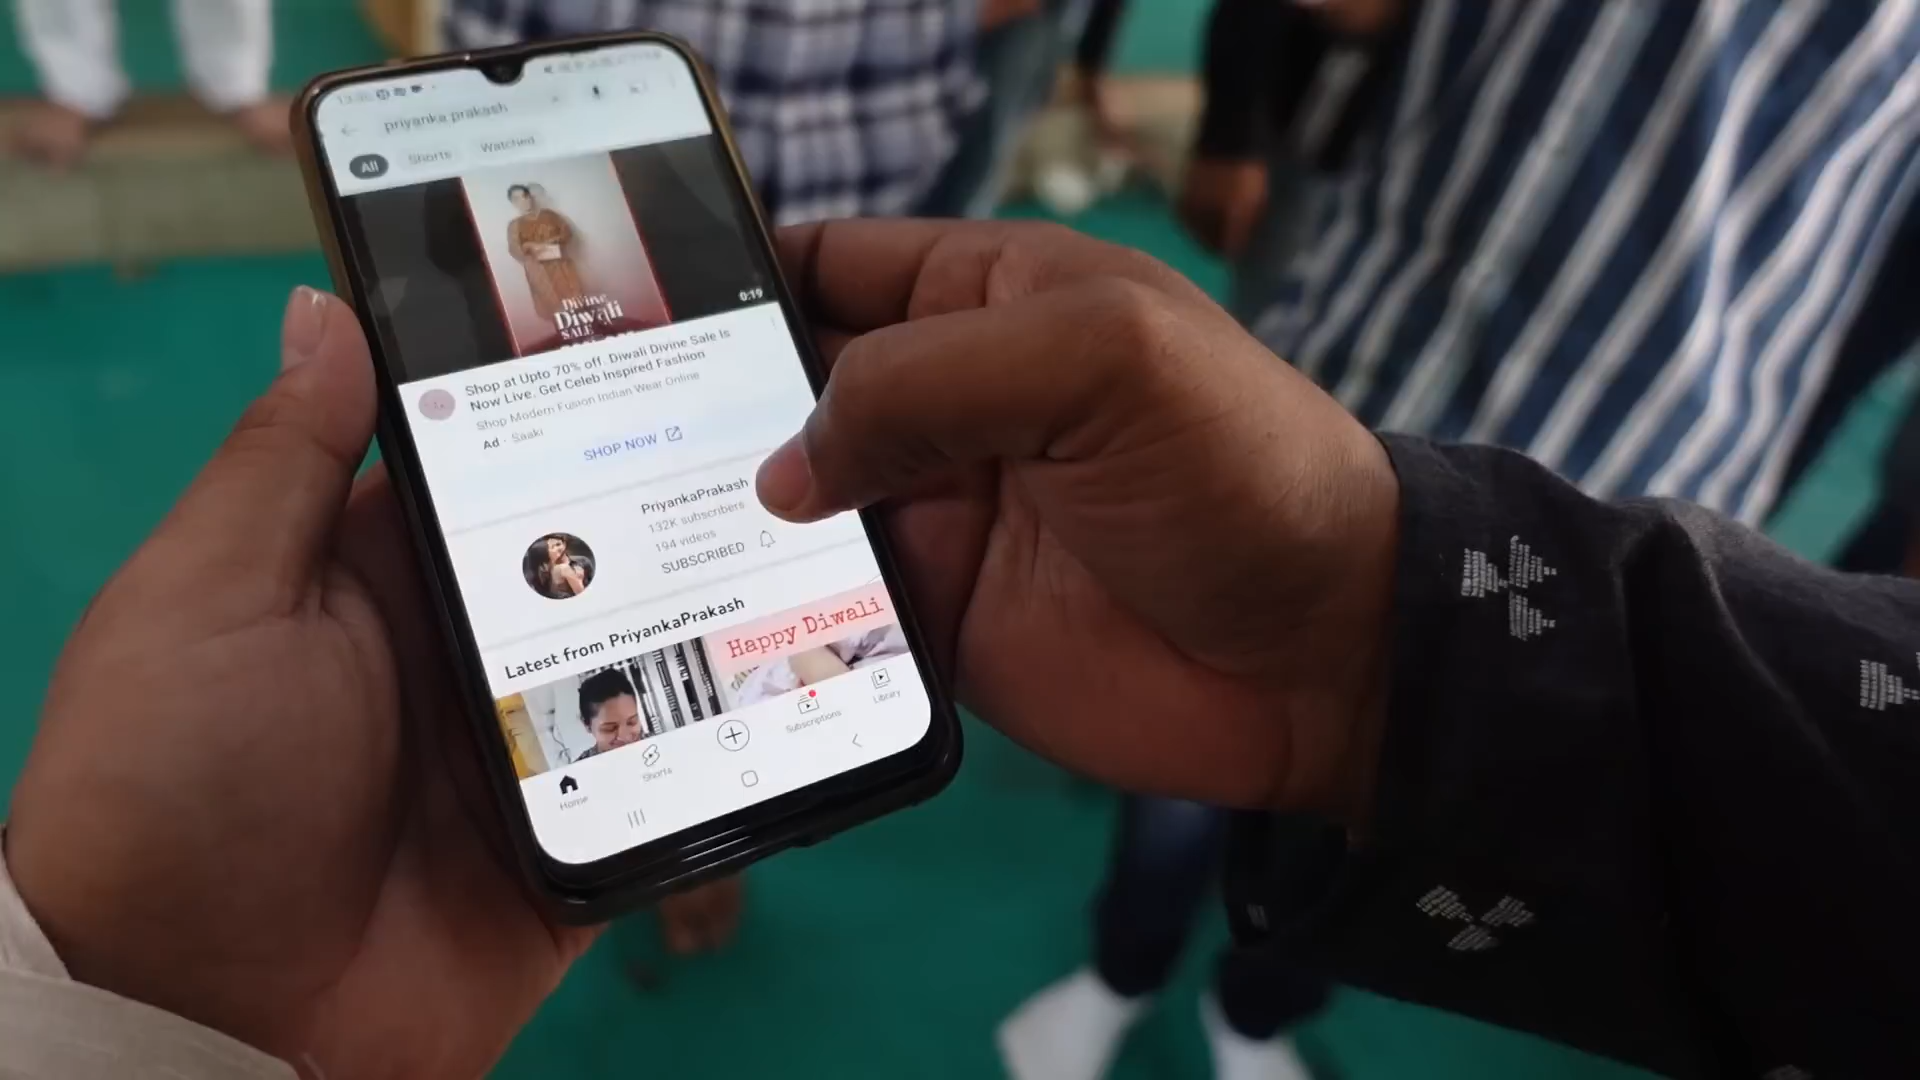 priyanka prakash
All
Shorts
Watched
Divine
Diwali
SALE
0:19
Shop at Upto 70% off. Diwali Divine Sale Is
Now Live. Get Celeb Inspired Fashion
Shop Modern Fusion Indian Wear Online
Ad · Saaki
SHOP NOW
PriyankaPrakash
132K subscribers
194 videos
SUBSCRIBED
Latest from PriyankaPrakash
Happy Diwali
Home
Shorts
Subscriptions
Library